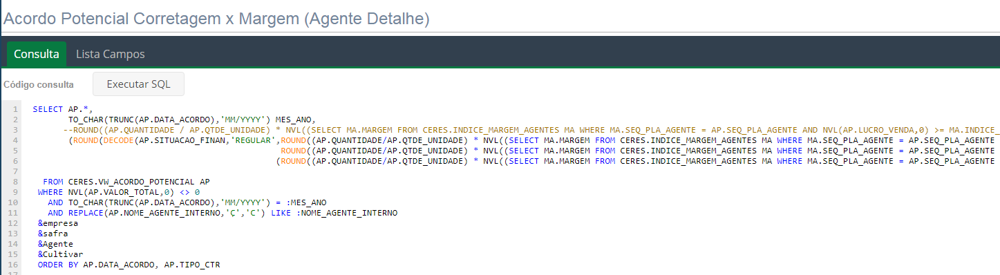 Acordo Potencial Corretagem x Margem (Agente Detalhe)
Consulta Lista Campos
Código consulta Executar SQL
1 SELECT AP.*,
2 TO_CHAR(TRUNC(AP.DATA_ACORDO),'MM/YYYY') MES_ANO,
3 --ROUND((AP.QUANTIDADE / AP.QTDE_UNIDADE) * NVL((SELECT MA.MARGEM FROM CERES.INDICE_MARGEM_AGENTES MA WHERE MA.SEQ_PLA_AGENTE = AP.SEQ_PLA_AGENTE AND NVL(AP.LUCRO_VENDA,0) >= MA.INDICE_
4 (ROUND(DECODE(AP.SITUACAO_FINAN,'REGULAR',ROUND((AP.QUANTIDADE/AP.QTDE_UNIDADE) * NVL((SELECT MA.MARGEM FROM CERES.INDICE_MARGEM_AGENTES MA WHERE MA.SEQ_PLA_AGENTE = AP.SEQ_PLA_AGENTE
5 ROUND((AP.QUANTIDADE/AP.QTDE_UNIDADE) * NVL((SELECT MA.MARGEM FROM CERES.INDICE_MARGEM_AGENTES MA WHERE MA.SEQ_PLA_AGENTE = AP.SEQ_PLA_AGENTE
6 (ROUND((AP.QUANTIDADE/AP.QTDE_UNIDADE) * NVL((SELECT MA.MARGEM FROM CERES.INDICE_MARGEM_AGENTES MA WHERE MA.SEQ_PLA_AGENTE = AP.SEQ_PLA_AGENTE
7
8 FROM CERES.VW_ACORDO_POTENCIAL AP
9 WHERE NVL(AP.VALOR_TOTAL,0) <> 0
10 AND TO_CHAR(TRUNC(AP.DATA_ACORDO),'MM/YYYY') = :MES_ANO
11 AND REPLACE(AP.NOME_AGENTE_INTERNO,'Ç','C') LIKE :NOME_AGENTE_INTERNO
12 &empresa
13 &safra
14 &Agente
15 &Cultivar
16 ORDER BY AP.DATA_ACORDO, AP.TIPO_CTR
17